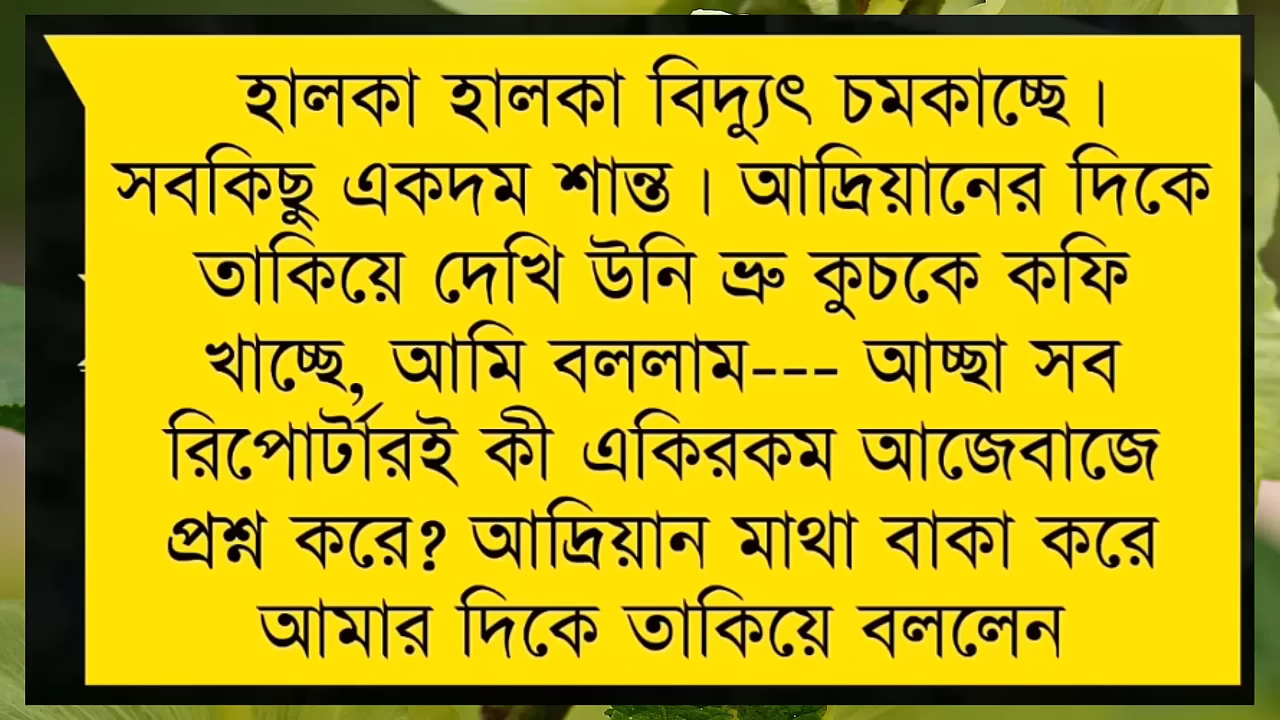 হালকা হালকা বিদ্যুৎ চমকাচ্ছে।
সবকিছু একদম শান্ত। আদ্রিয়ানের দিকে
তাকিয়ে দেখি উনি ভ্রু কুচকে কফি
খাচ্ছে, আমি বললাম--- আচ্ছা সব
রিপোর্টারই কী একিরকম আজেবাজে
প্রশ্ন করে? আদ্রিয়ান মাথা বাকা করে
আমার দিকে তাকিয়ে বললেন